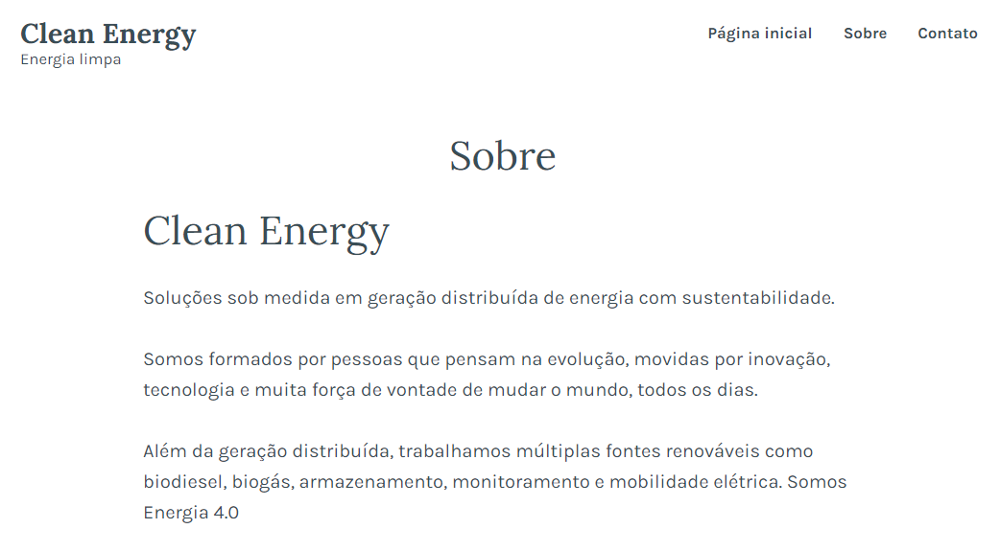 Clean Energy
Energia limpa
Página inicial Sobre Contato
Sobre
Clean Energy
Soluções sob medida em geração distribuída de energia com sustentabilidade.
Somos formados por pessoas que pensam na evolução, movidas por inovação,
tecnologia e muita força de vontade de mudar o mundo, todos os dias.
Além da geração distribuída, trabalhamos múltiplas fontes renováveis como
biodiesel, biogás, armazenamento, monitoramento e mobilidade elétrica. Somos
Energia 4.0